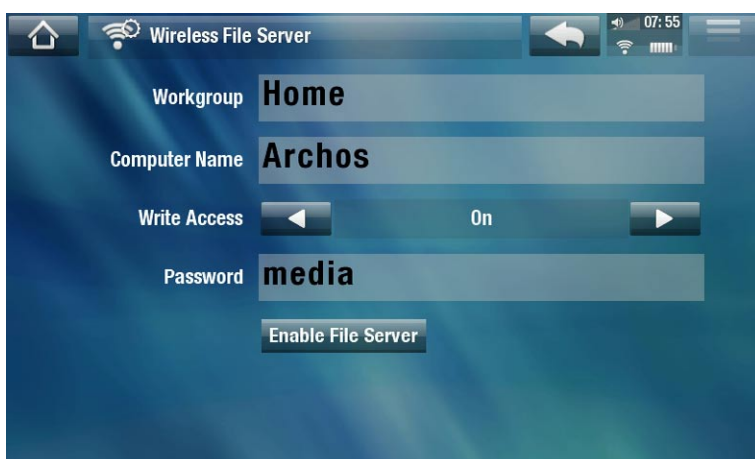 Wireless File Server
07:55
Workgroup Home
Computer Name Archos
Write Access On
Password media
Enable File Server